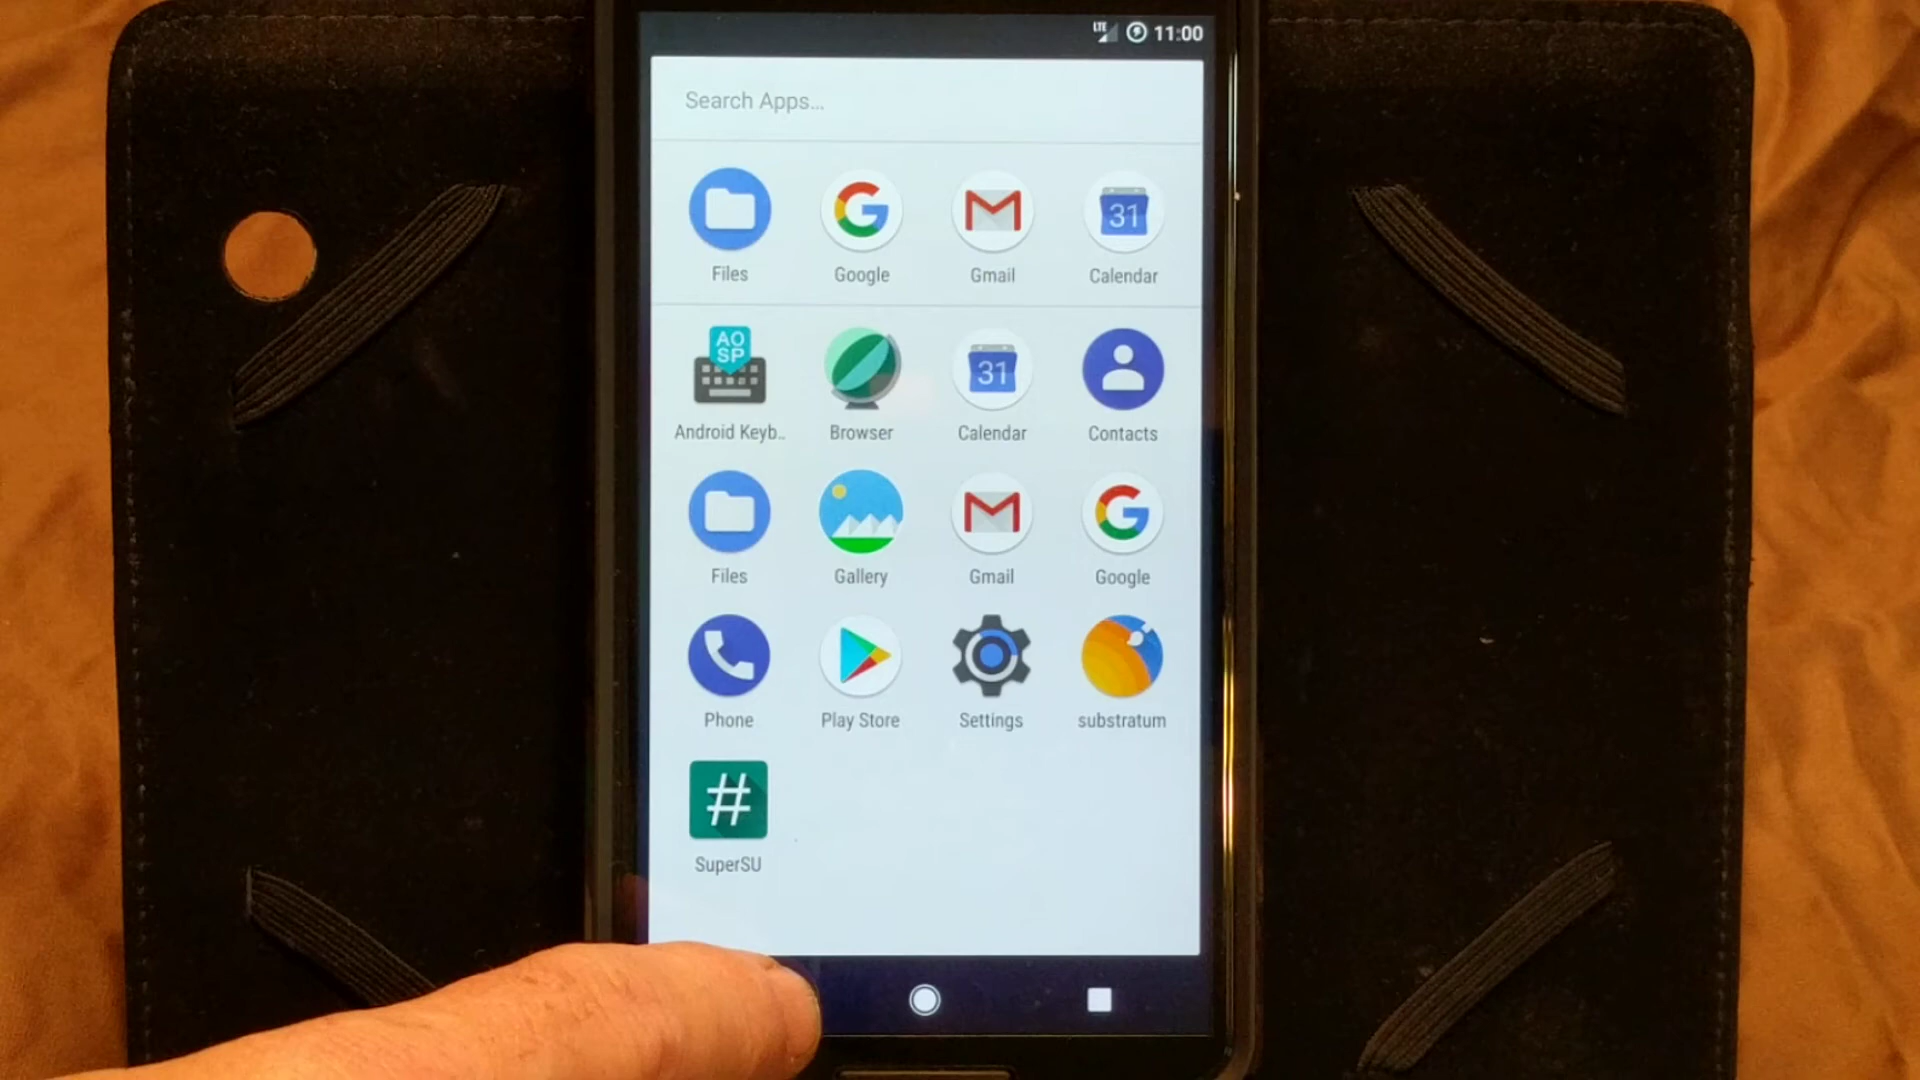 LTE 11:00
Search Apps...
Files Google Gmail Calendar
31
AO
SP
31
Android Keyb.. Browser Calendar Contacts
Files Gallery Gmail Google
Phone Play Store Settings substratum
#
SuperSU